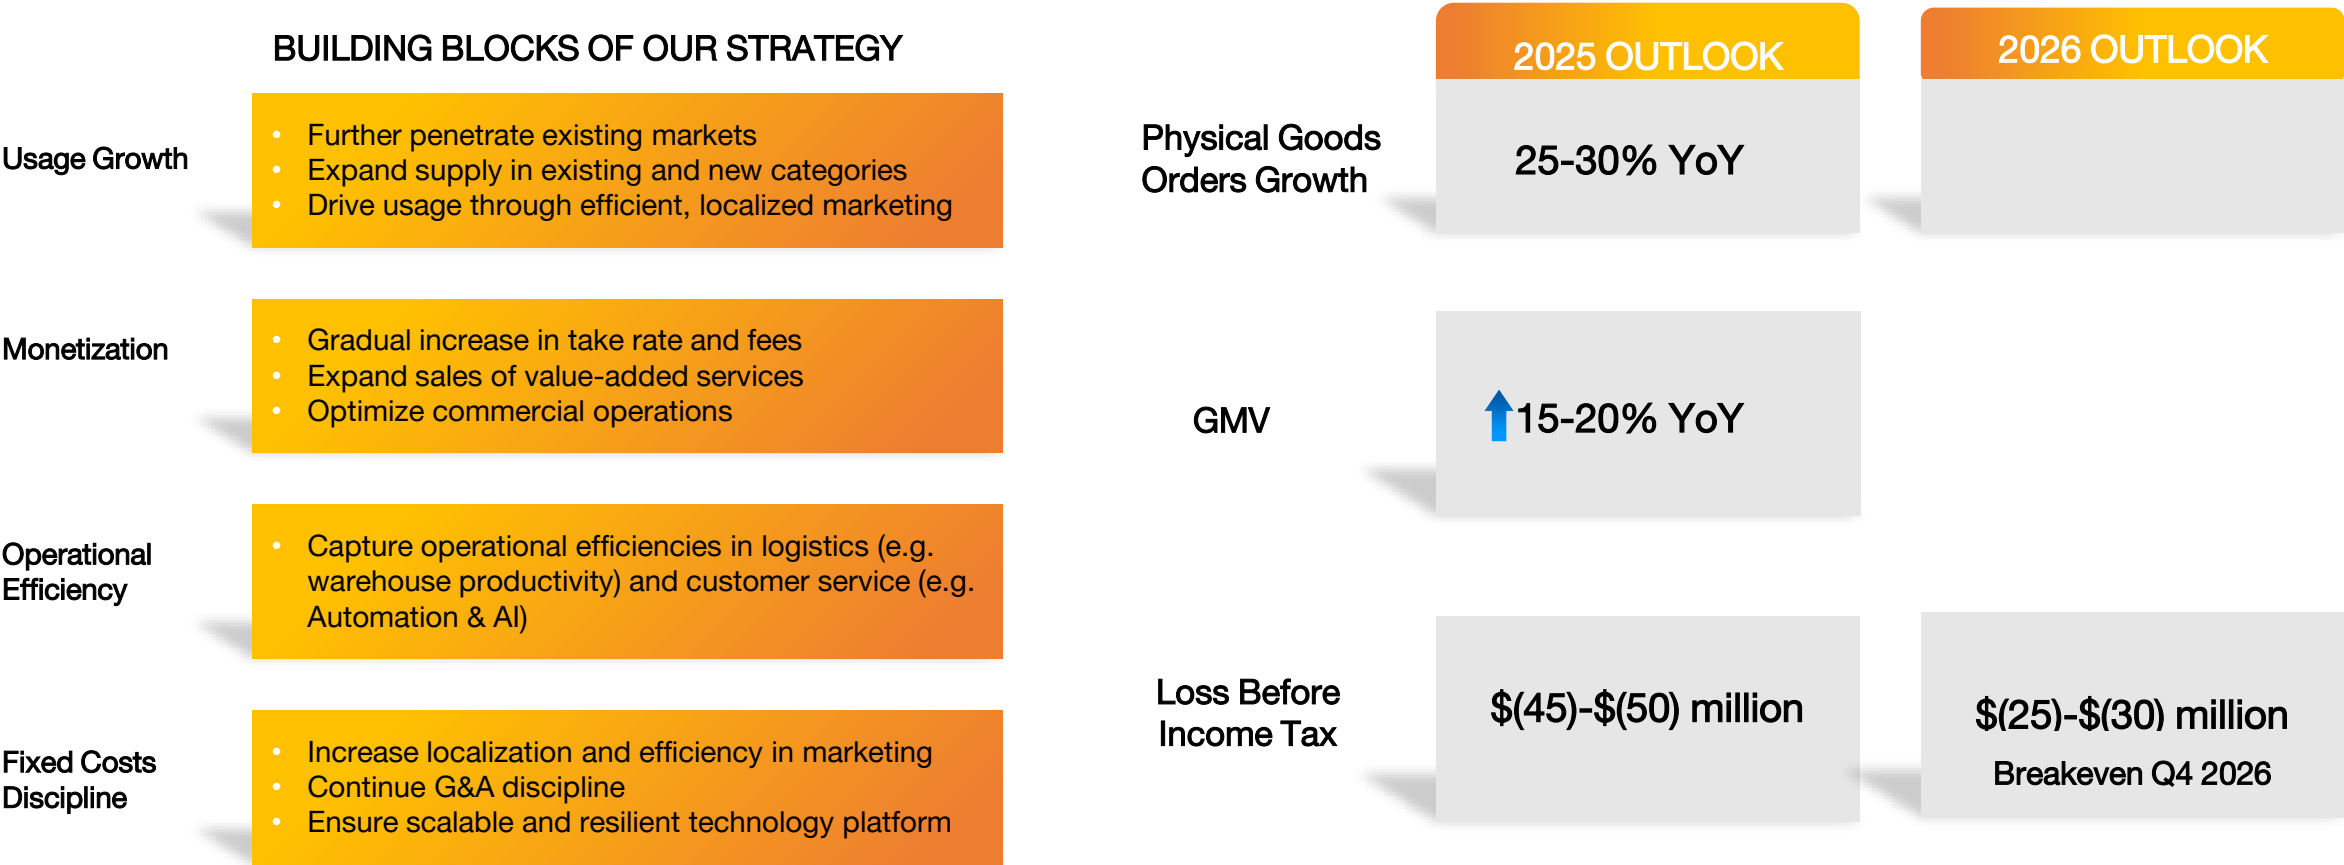 BUILDING BLOCKS OF OUR STRATEGY
Usage Growth
• Further penetrate existing markets
• Expand supply in existing and new categories
• Drive usage through efficient, localized marketing
Monetization
• Gradual increase in take rate and fees
• Expand sales of value-added services
• Optimize commercial operations
Operational
Efficiency
• Capture operational efficiencies in logistics (e.g.
warehouse productivity) and customer service (e.g.
Automation & AI)
Fixed Costs
Discipline
• Increase localization and efficiency in marketing
• Continue G&A discipline
• Ensure scalable and resilient technology platform
2025 OUTLOOK
2026 OUTLOOK
Physical Goods
Orders Growth
25-30% YoY
GMV
15-20% YoY
Loss Before
Income Tax
$(45)-$(50) million
$(25)-$(30) million
Breakeven Q4 2026